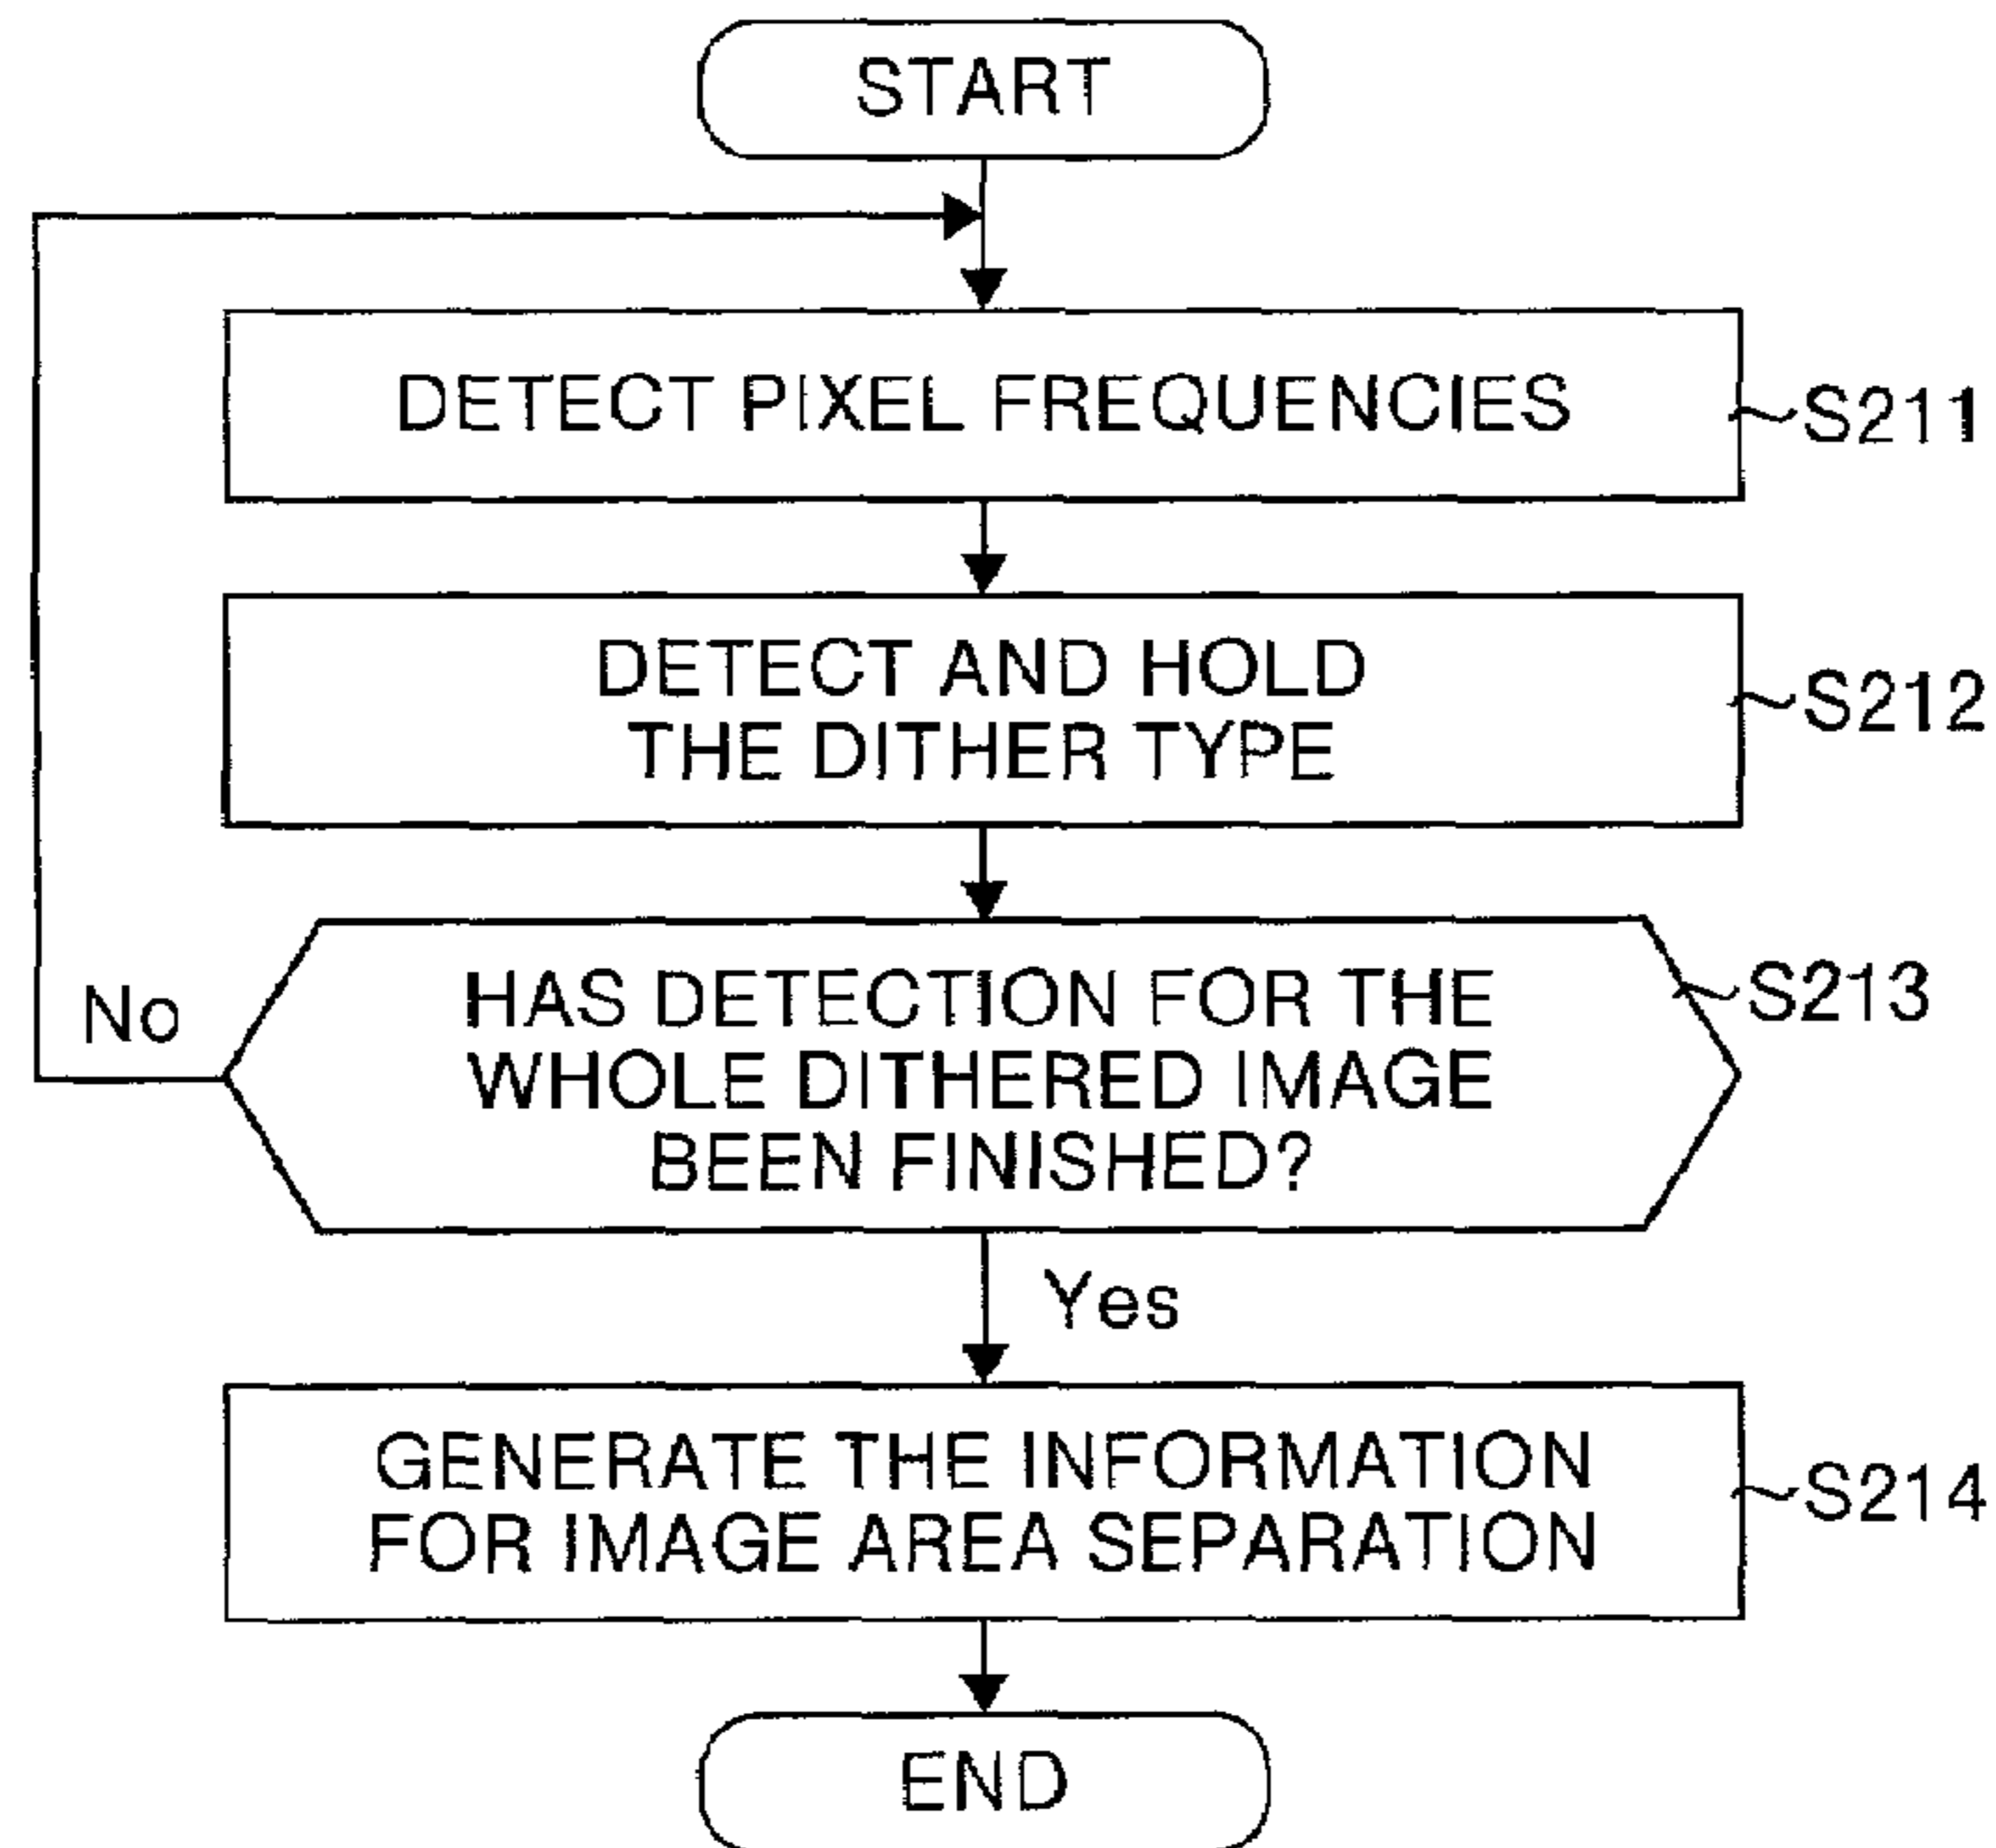 START
DETECT PIXEL FREQUENCIES
S211
DETECT AND HOLD
THE DITHER TYPE
S212
HAS DETECTION FOR THE
WHOLE DITHERED IMAGE
BEEN FINISHED?
S213
No
Yes
GENERATE THE INFORMATION
FOR IMAGE AREA SEPARATION
S214
END